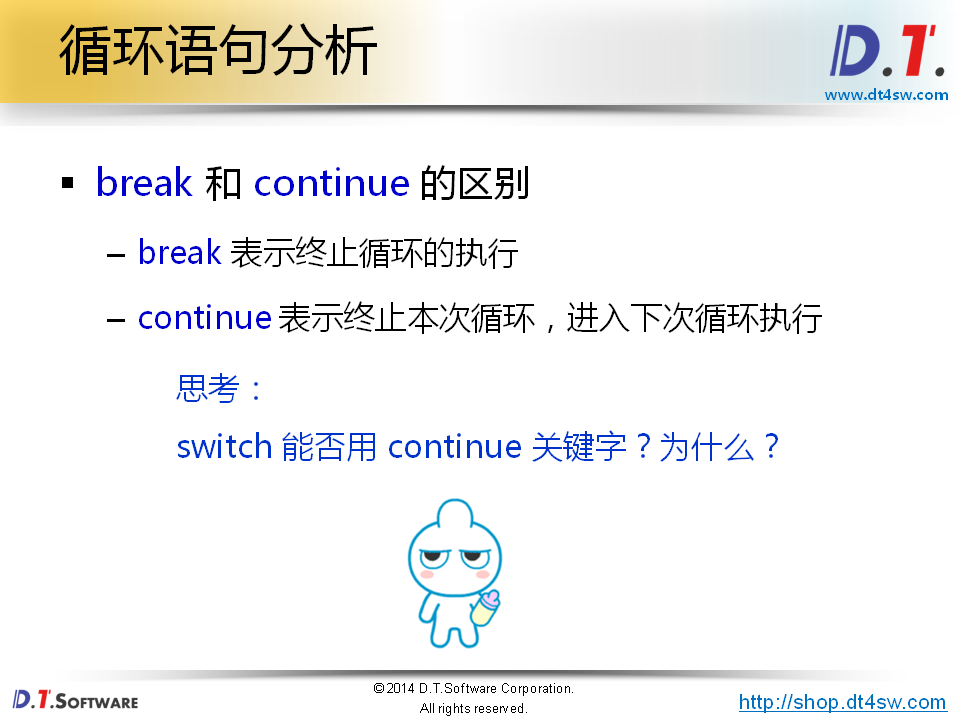 循环语句分析
D.T.
www.dt4sw.com
break 和 continue 的区别
– break 表示终止循环的执行
– continue 表示终止本次循环，进入下次循环执行
思考：
switch 能否用 continue 关键字？为什么？
D.T.SOFTWARE
©2014 D.T.Software Corporation.
All rights reserved.
http://shop.dt4sw.com